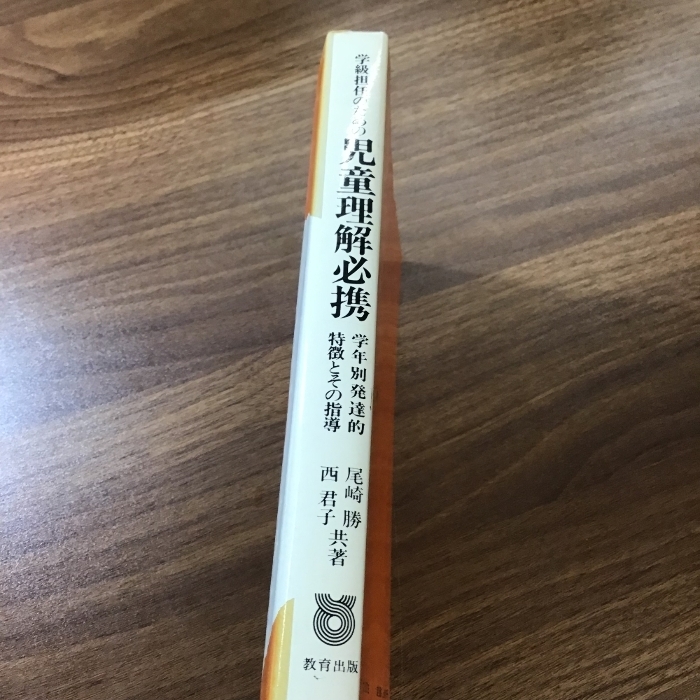 学級担任のための
児童理解必携
学年別発達的
特徴とその指導
尾崎 勝
西 君子
共著
教育出版